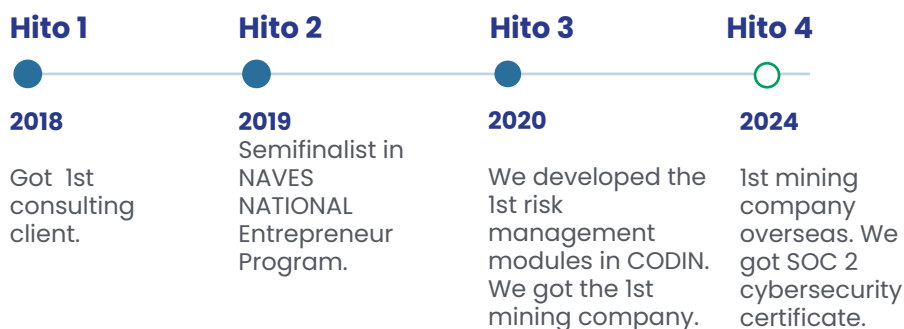 Hito 1
2018
Got 1st
consulting
client.
Hito 2
2019
Semifinalist in
NAVES
NATIONAL
Entrepreneur
Program.
Hito 3
2020
We developed the
1st risk
management
modules in CODIN.
We got the 1st
mining company.
Hito 4
2024
1st mining
company
overseas. We
got SOC 2
cybersecurity
certificate.